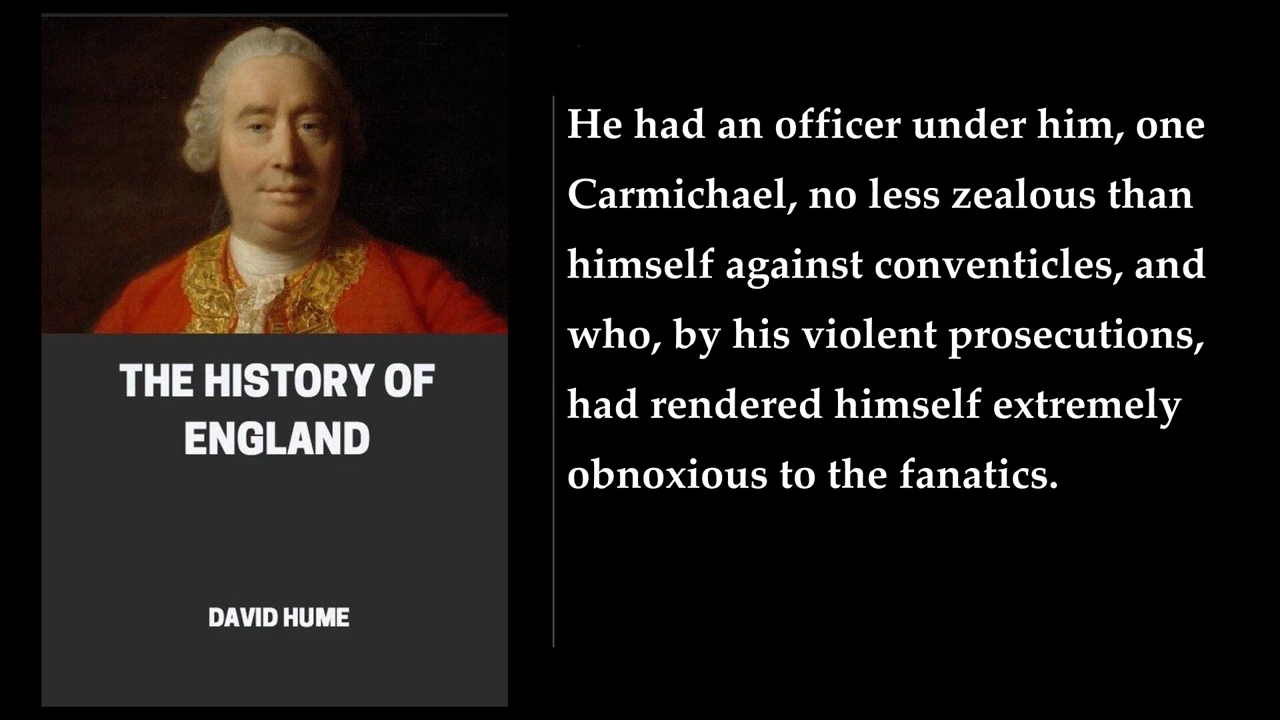 THE HISTORY OF
ENGLAND
DAVID HUME
He had an officer under him, one
Carmichael, no less zealous than
himself against conventicles, and
who, by his violent prosecutions,
had rendered himself extremely
obnoxious to the fanatics.